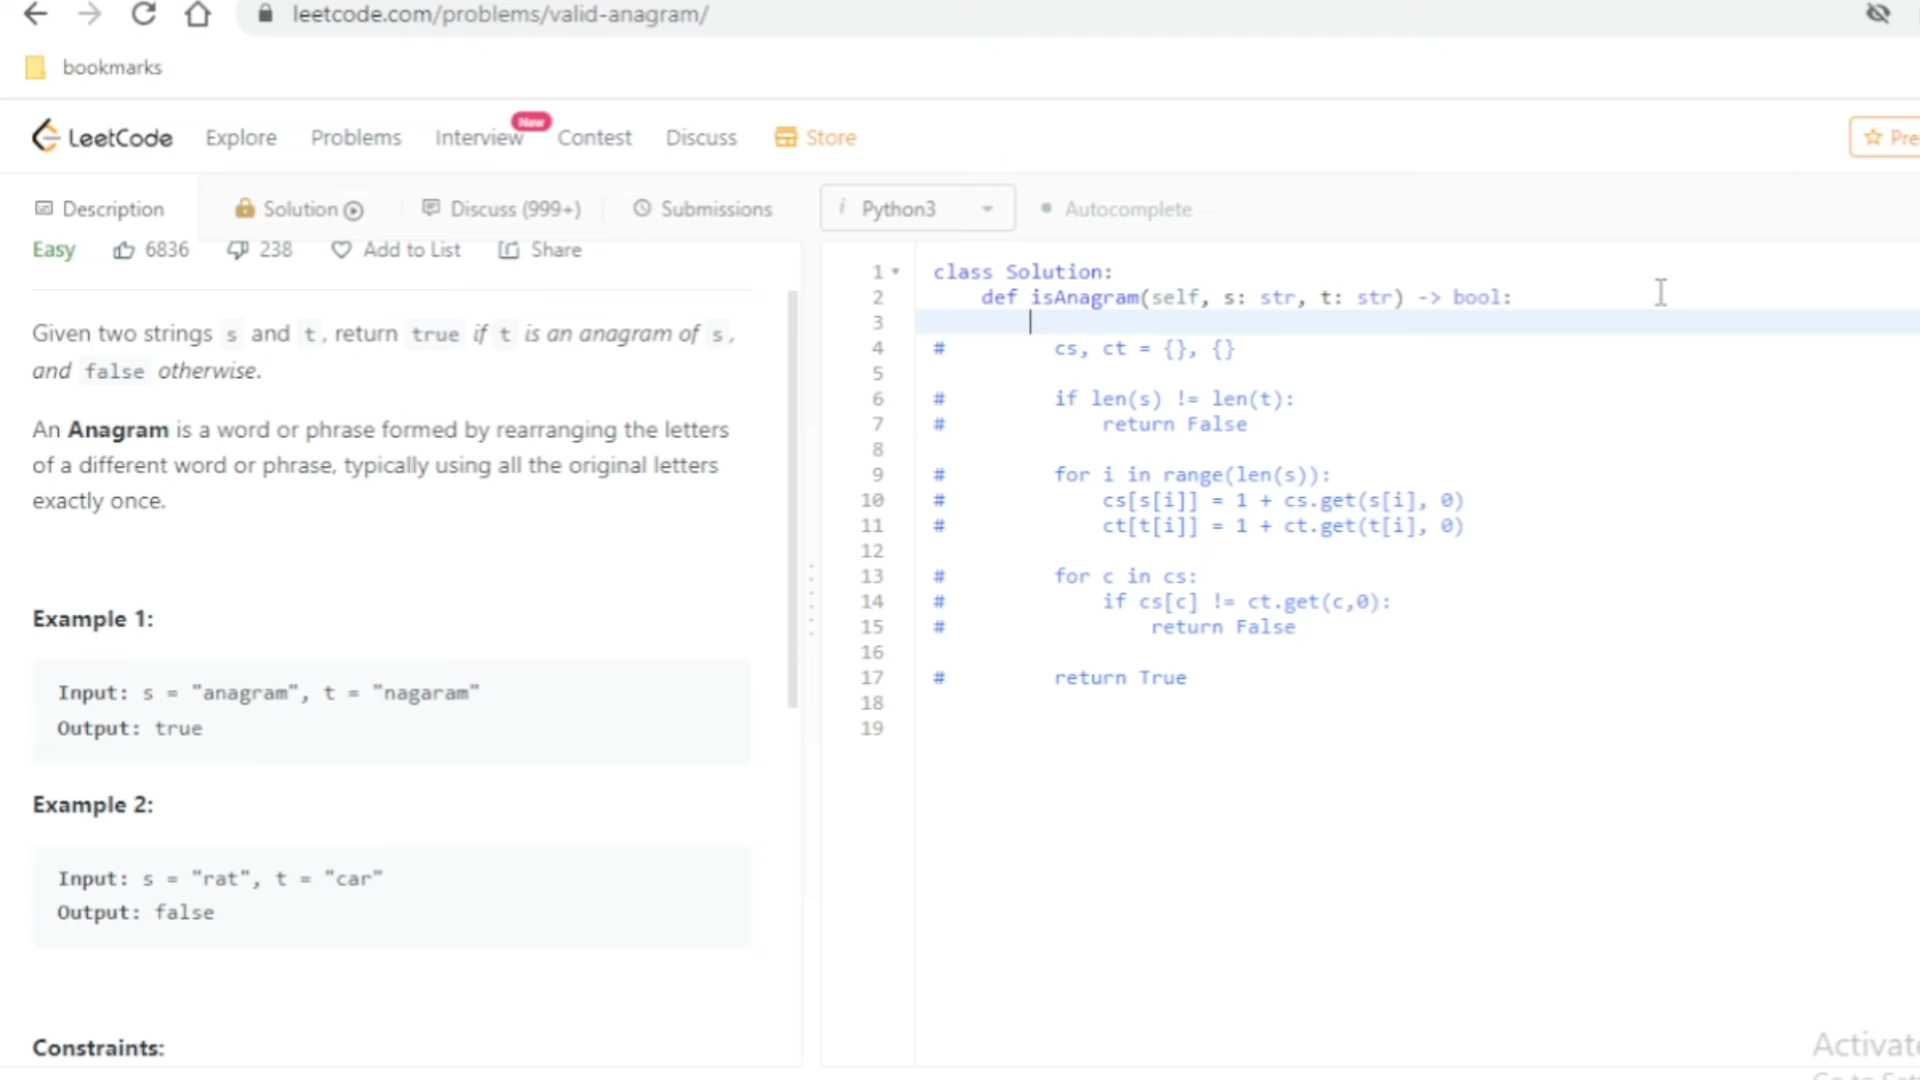 leetcode.com/problems/valid-anagram/
bookmarks
LeetCode Explore Problems Interview New Contest Discuss Store
Description Solution Discuss (999+) Submissions i Python3 Autocomplete
Easy 6836 238 Add to List Share
Given two strings s and t, return true if t is an anagram of s,
and false otherwise.
An Anagram is a word or phrase formed by rearranging the letters
of a different word or phrase, typically using all the original letters
exactly once.
Example 1:
Input: s = "anagram", t = "nagaram"
Output: true
Example 2:
Input: s = "rat", t = "car"
Output: false
Constraints:
1 class Solution:
2 def isAnagram(self, s: str, t: str) -> bool:
3
4 # cs, ct = {}, {}
5
6 # if len(s) != len(t):
7 # return False
8
9 # for i in range(len(s)):
10 # cs[s[i]] = 1 + cs.get(s[i], 0)
11 # ct[t[i]] = 1 + ct.get(t[i], 0)
12
13 # for c in cs:
14 # if cs[c] != ct.get(c,0):
15 # return False
16
17 # return True
18
19